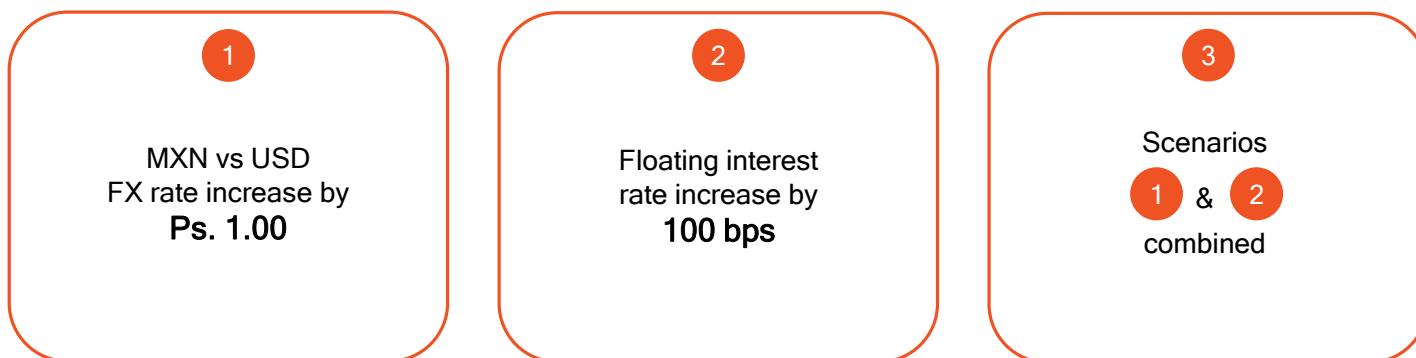 1
MXN vs USD
FX rate increase by
Ps. 1.00
2
Floating interest
rate increase by
100 bps
3
Scenarios
1 & 2
combined